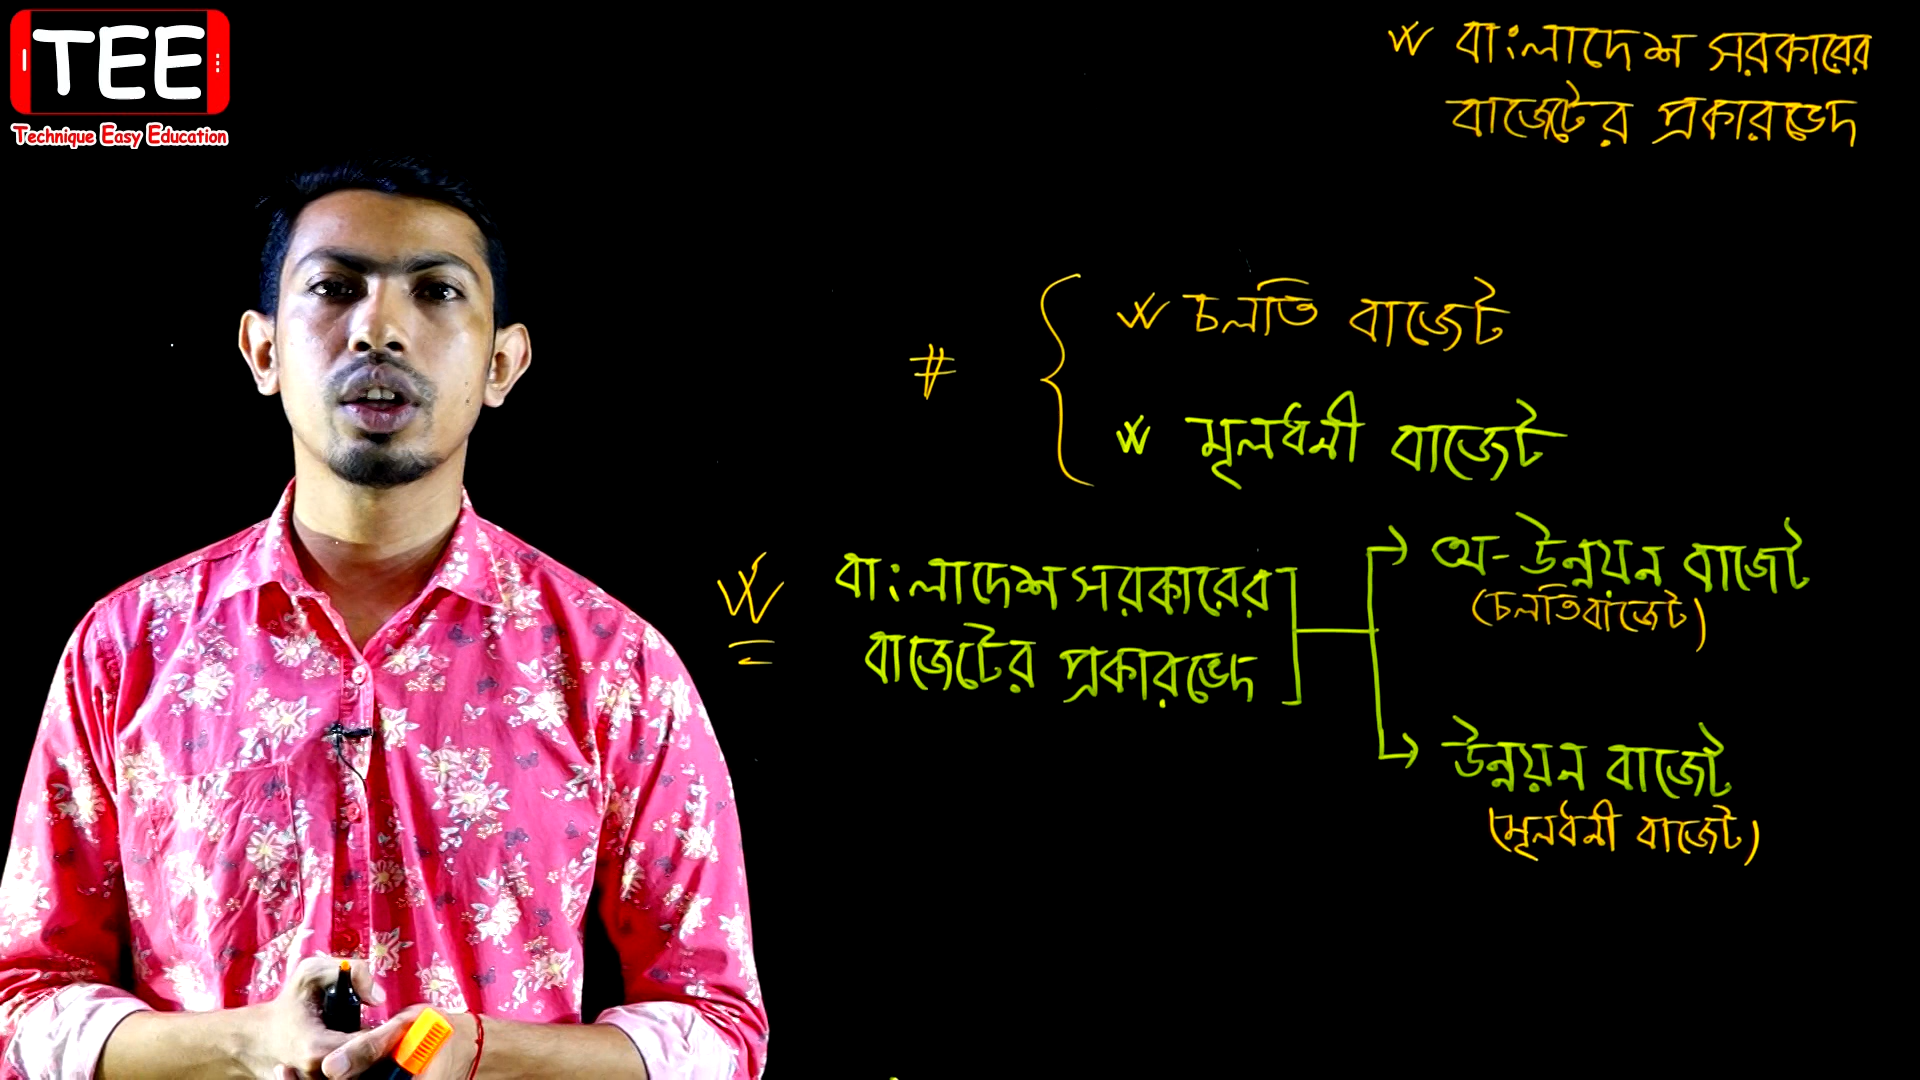 TEE
Technique Easy Education
বাংলাদেশ সরকারের
বাজেটের প্রকারভেদ
# চলতি বাজেট
মূলধনী বাজেট
বাংলাদেশ সরকারের
বাজেটের প্রকারভেদ
অ-উন্নয়ন বাজেট
(চলতি বাজেট)
উন্নয়ন বাজেট
(মূলধনী বাজেট)